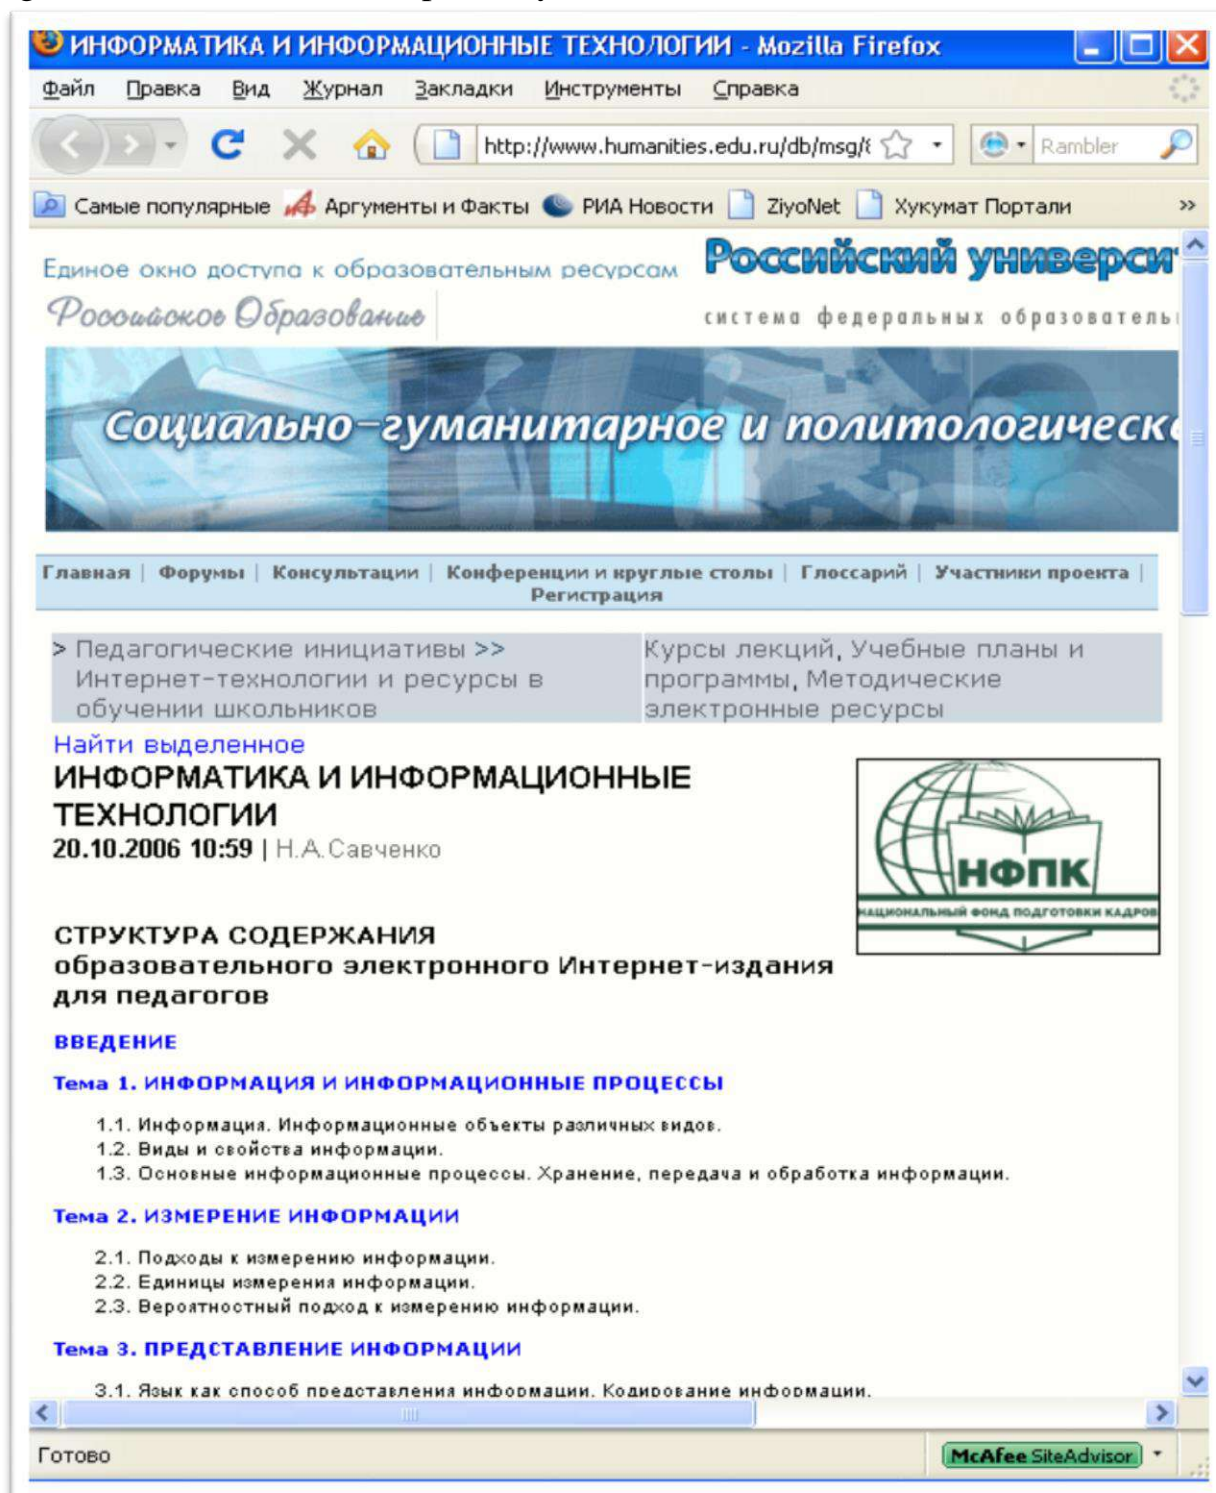 ИНФОРМАТИКА И ИНФОРМАЦИОННЫЕ ТЕХНОЛОГИИ - Mozilla Firefox
Файл Правка Вид Журнал Закладки Инструменты Справка
http://www.humanities.edu.ru/db/msg/ Rambler
Самые популярные Аргументы и Факты РИА Новости ZiyoNet Хукумат Портали »
Единое окно доступа к образовательным ресурсам
Российский универси
Российское Образование
система федеральных образователь
Социально-гуманитарное и политологическ
Главная | Форумы | Консультации | Конференции и круглые столы | Глоссарий | Участники проекта |
Регистрация
> Педагогические инициативы >>
Интернет-технологии и ресурсы в
обучении школьников
Курсы лекций, Учебные планы и
программы, Методические
электронные ресурсы
Найти выделенное
ИНФОРМАТИКА И ИНФОРМАЦИОННЫЕ
ТЕХНОЛОГИИ
20.10.2006 10:59 | Н.А.Савченко
НФПК
НАЦИОНАЛЬНЫЙ ФОНД ПОДГОТОВКИ КАДРОВ
СТРУКТУРА СОДЕРЖАНИЯ
образовательного электронного Интернет-издания
для педагогов
ВВЕДЕНИЕ
Тема 1. ИНФОРМАЦИЯ И ИНФОРМАЦИОННЫЕ ПРОЦЕССЫ
1.1. Информация. Информационные объекты различных видов.
1.2. Виды и свойства информации.
1.3. Основные информационные процессы. Хранение, передача и обработка информации.
Тема 2. ИЗМЕРЕНИЕ ИНФОРМАЦИИ
2.1. Подходы к измерению информации.
2.2. Единицы измерения информации.
2.3. Вероятностный подход к измерению информации.
Тема 3. ПРЕДСТАВЛЕНИЕ ИНФОРМАЦИИ
3.1. Язык как способ представления информации. Кодирование информации.
Готово
McAfee SiteAdvisor